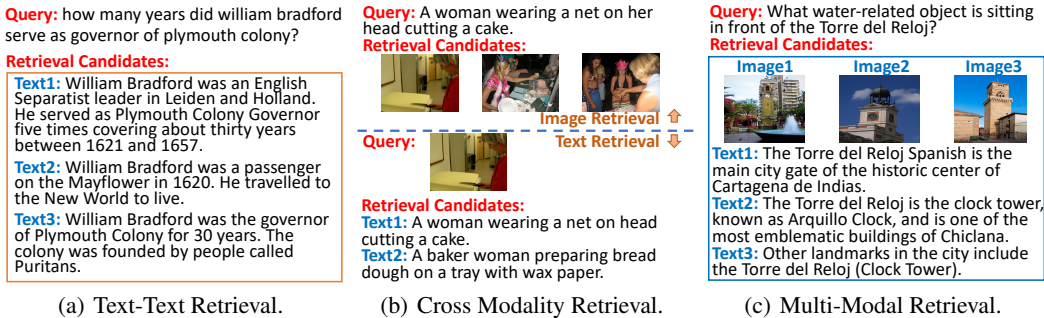 Query: how many years did william bradford
serve as governor of plymouth colony?
Retrieval Candidates:
Text1: William Bradford was an English
Separatist leader in Leiden and Holland.
He served as Plymouth Colony Governor
five times covering about thirty years
between 1621 and 1657.
Text2: William Bradford was a passenger
on the Mayflower in 1620. He travelled to
the New World to live.
Text3: William Bradford was the governor
of Plymouth Colony for 30 years. The
colony was founded by people called
Puritans.
(a) Text-Text Retrieval.
Query: A woman wearing a net on her
head cutting a cake.
Retrieval Candidates:
Image Retrieval
Text Retrieval
Query:
Retrieval Candidates:
Text1: A woman wearing a net on head
cutting a cake.
Text2: A baker woman preparing bread
dough on a tray with wax paper.
(b) Cross Modality Retrieval.
Query: What water-related object is sitting
in front of the Torre del Reloj?
Retrieval Candidates:
Image1 Image2 Image3
Text1: The Torre del Reloj Spanish is the
main city gate of the historic center of
Cartagena de Indias.
Text2: The Torre del Reloj is the clock tower,
known as Arquillo Clock, and is one of the
most emblematic buildings of Chiclana.
Text3: Other landmarks in the city include
the Torre del Reloj (Clock Tower).
(c) Multi-Modal Retrieval.